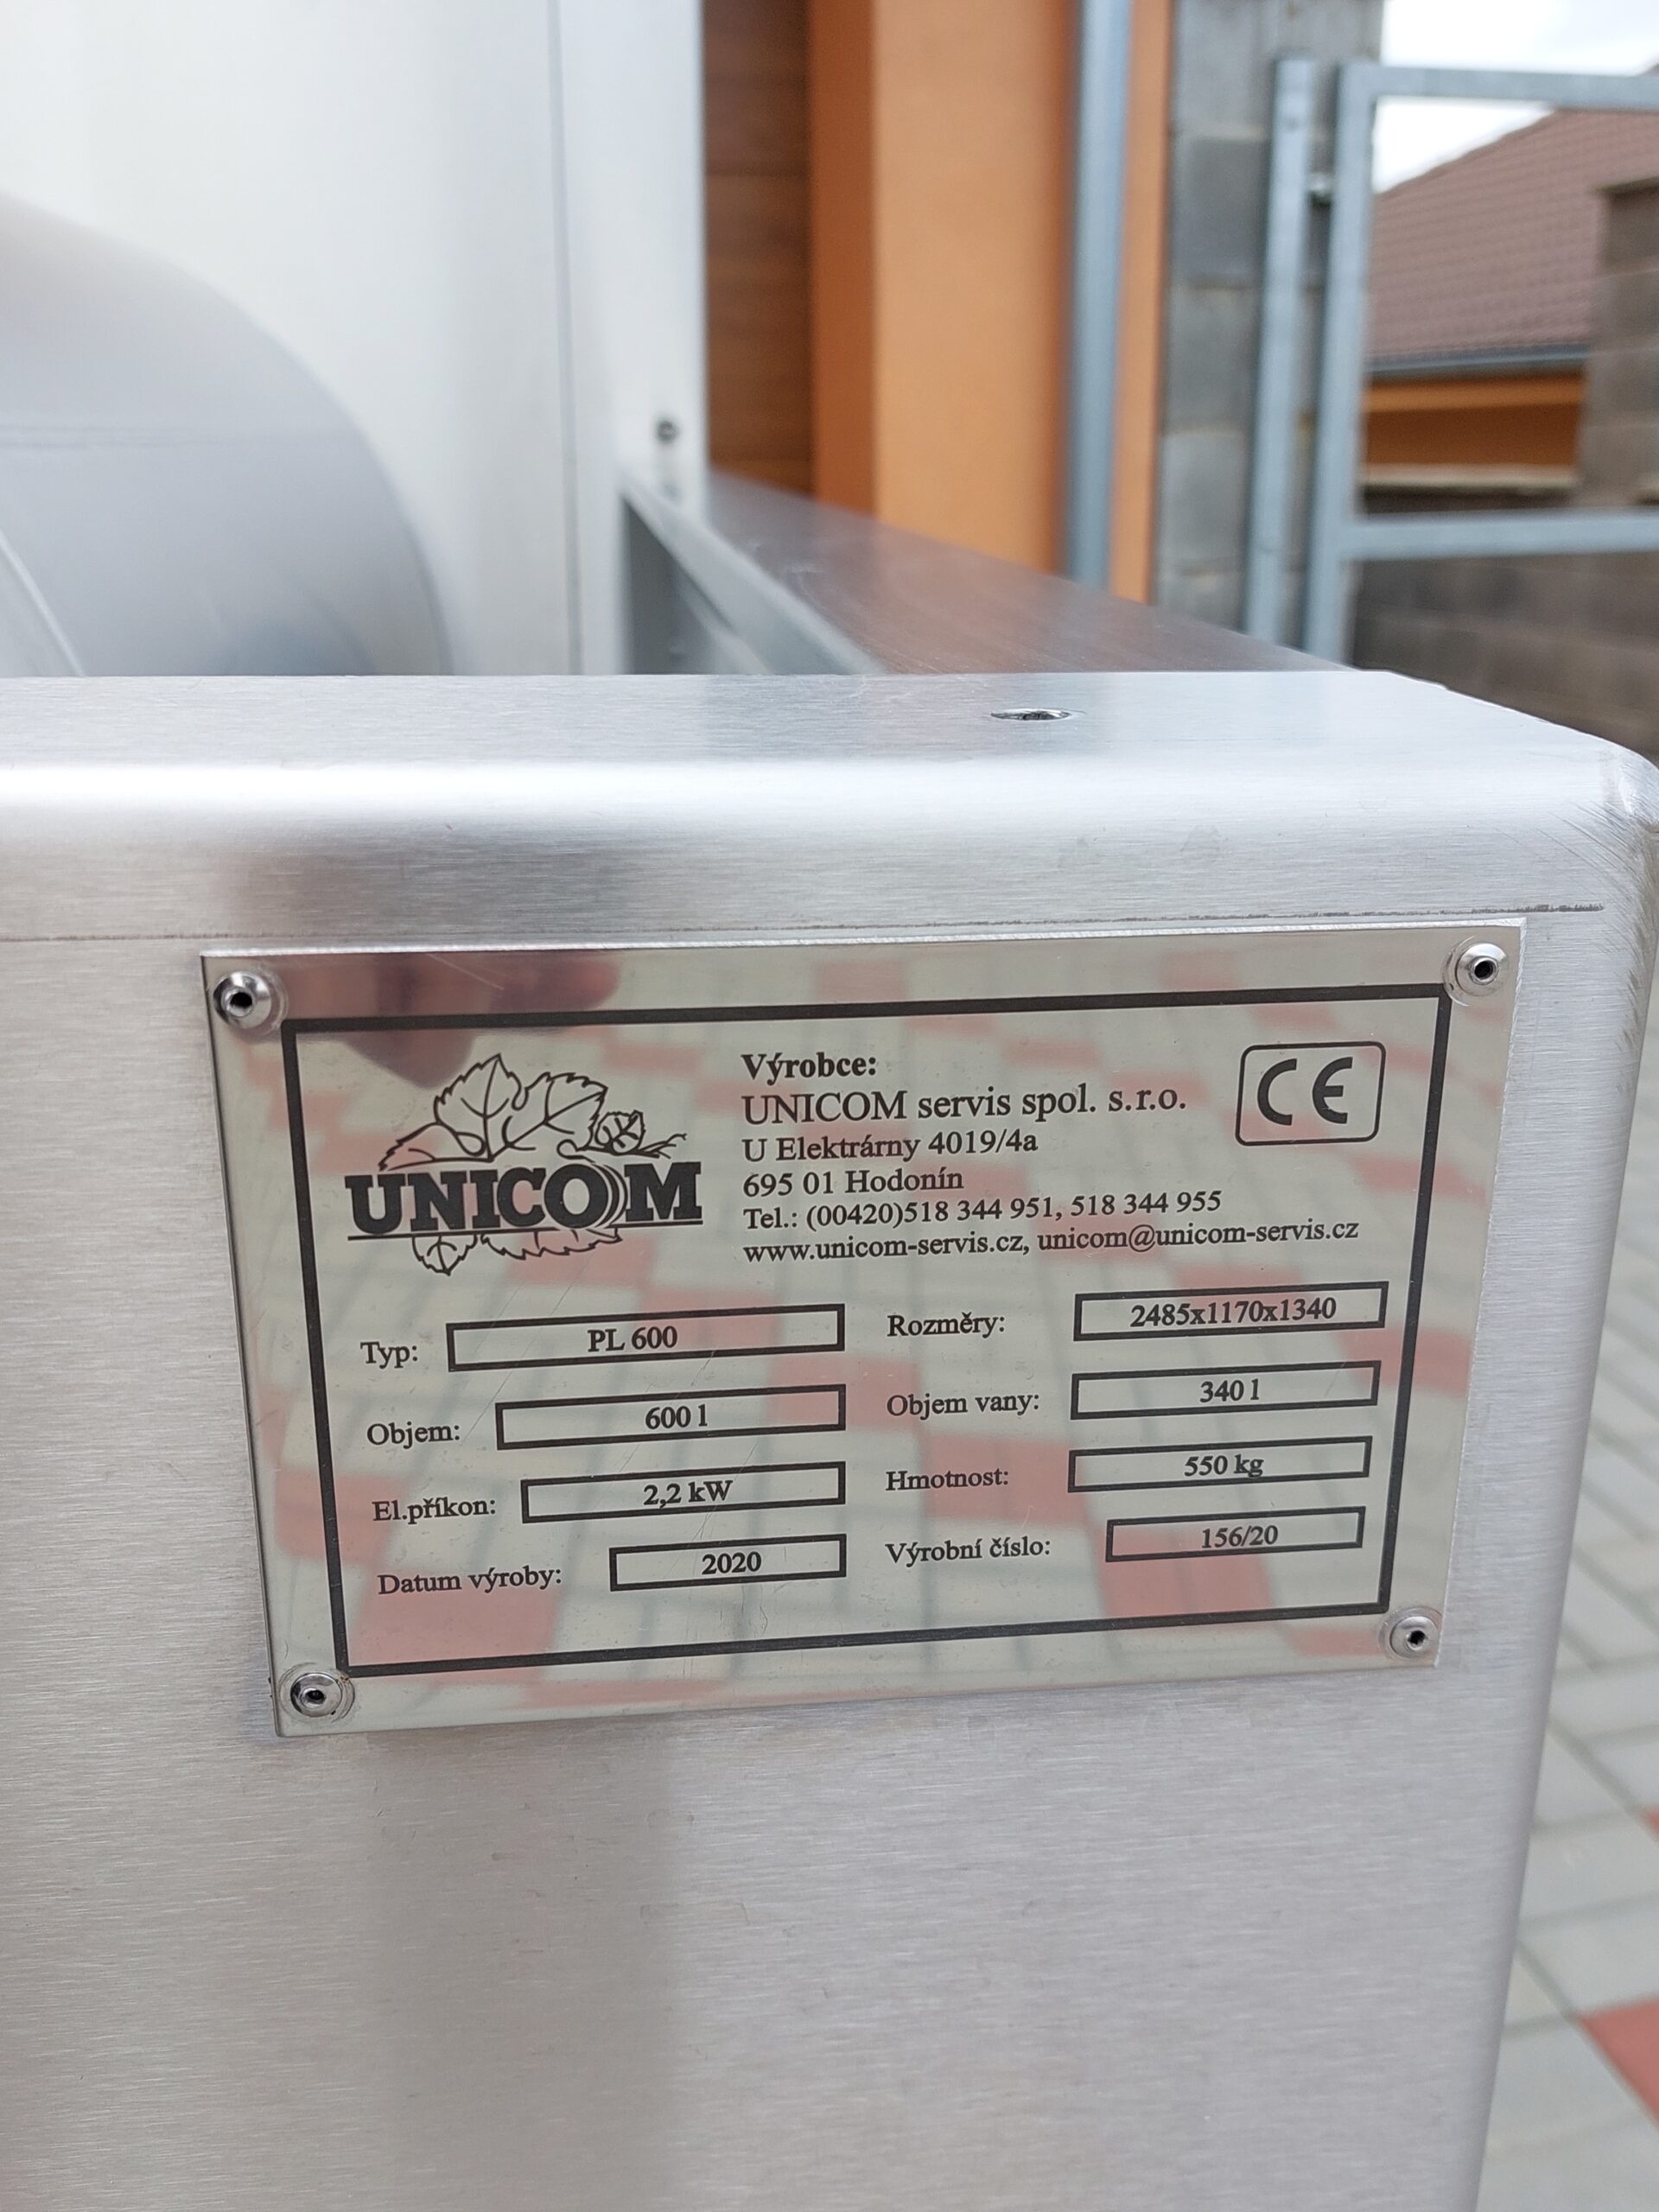 UNICOM
Výrobce:
UNICOM servis spol. s.r.o.
U Elektrárny 4019/4a
695 01 Hodonín
Tel.: (00420)518 344 951, 518 344 955
www.unicom-servis.cz, unicom@unicom-servis.cz
CE
Typ: PL 600
Rozměry: 2485x1170x1340
Objem: 600 l
Objem vany: 340 l
El.příkon: 2,2 kW
Hmotnost: 550 kg
Datum výroby: 2020
Výrobní číslo: 156/20